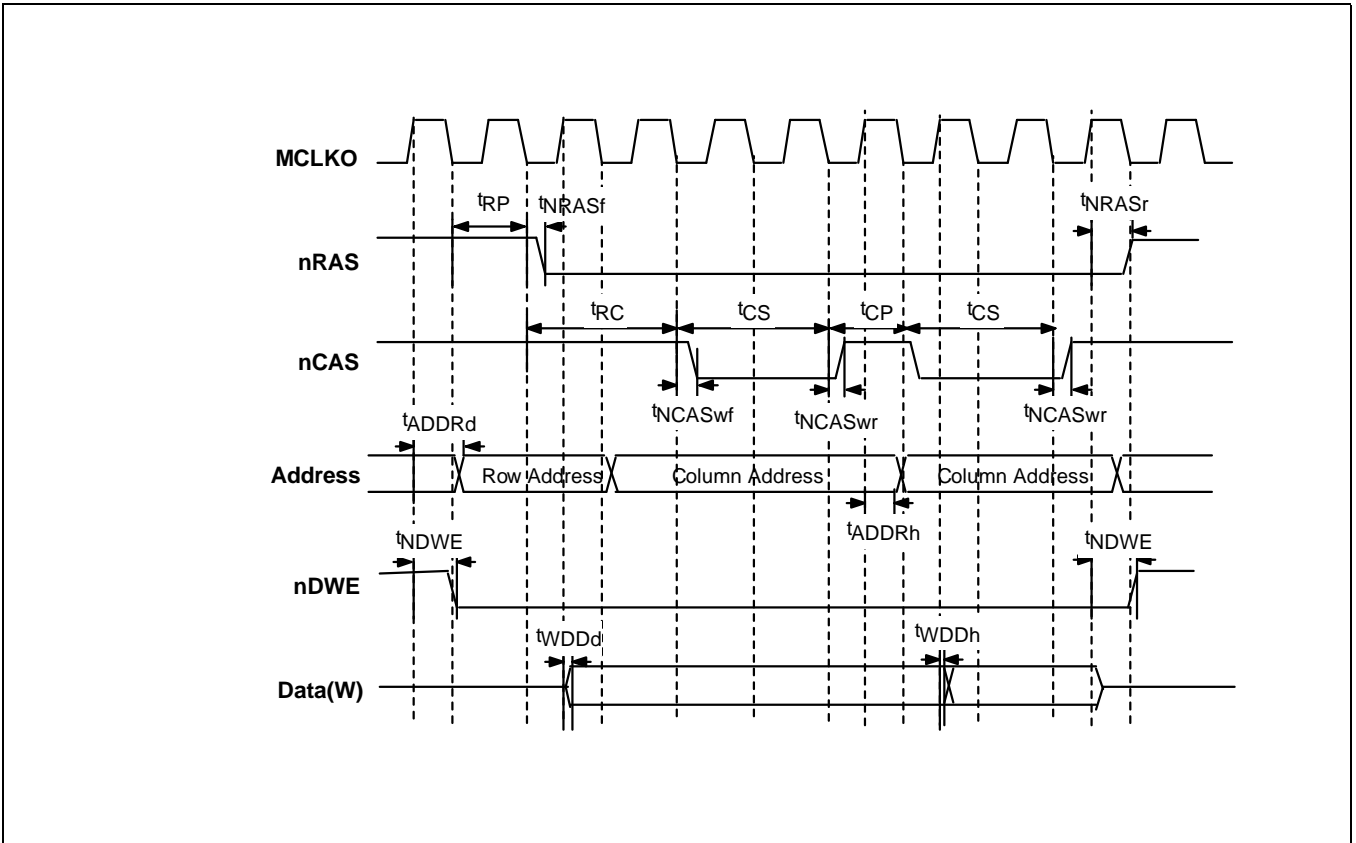 MCLKO
tRP
tNRASf
tNRASr
nRAS
tRC
tCS
tCP
tCS
nCAS
tNCASwf
tNCASwr
tNCASwr
tADDRd
Address
Row Address
Column Address
Column Address
tADDRh
tNDWE
tNDWE
nDWE
tWDDd
tWDDh
Data(W)